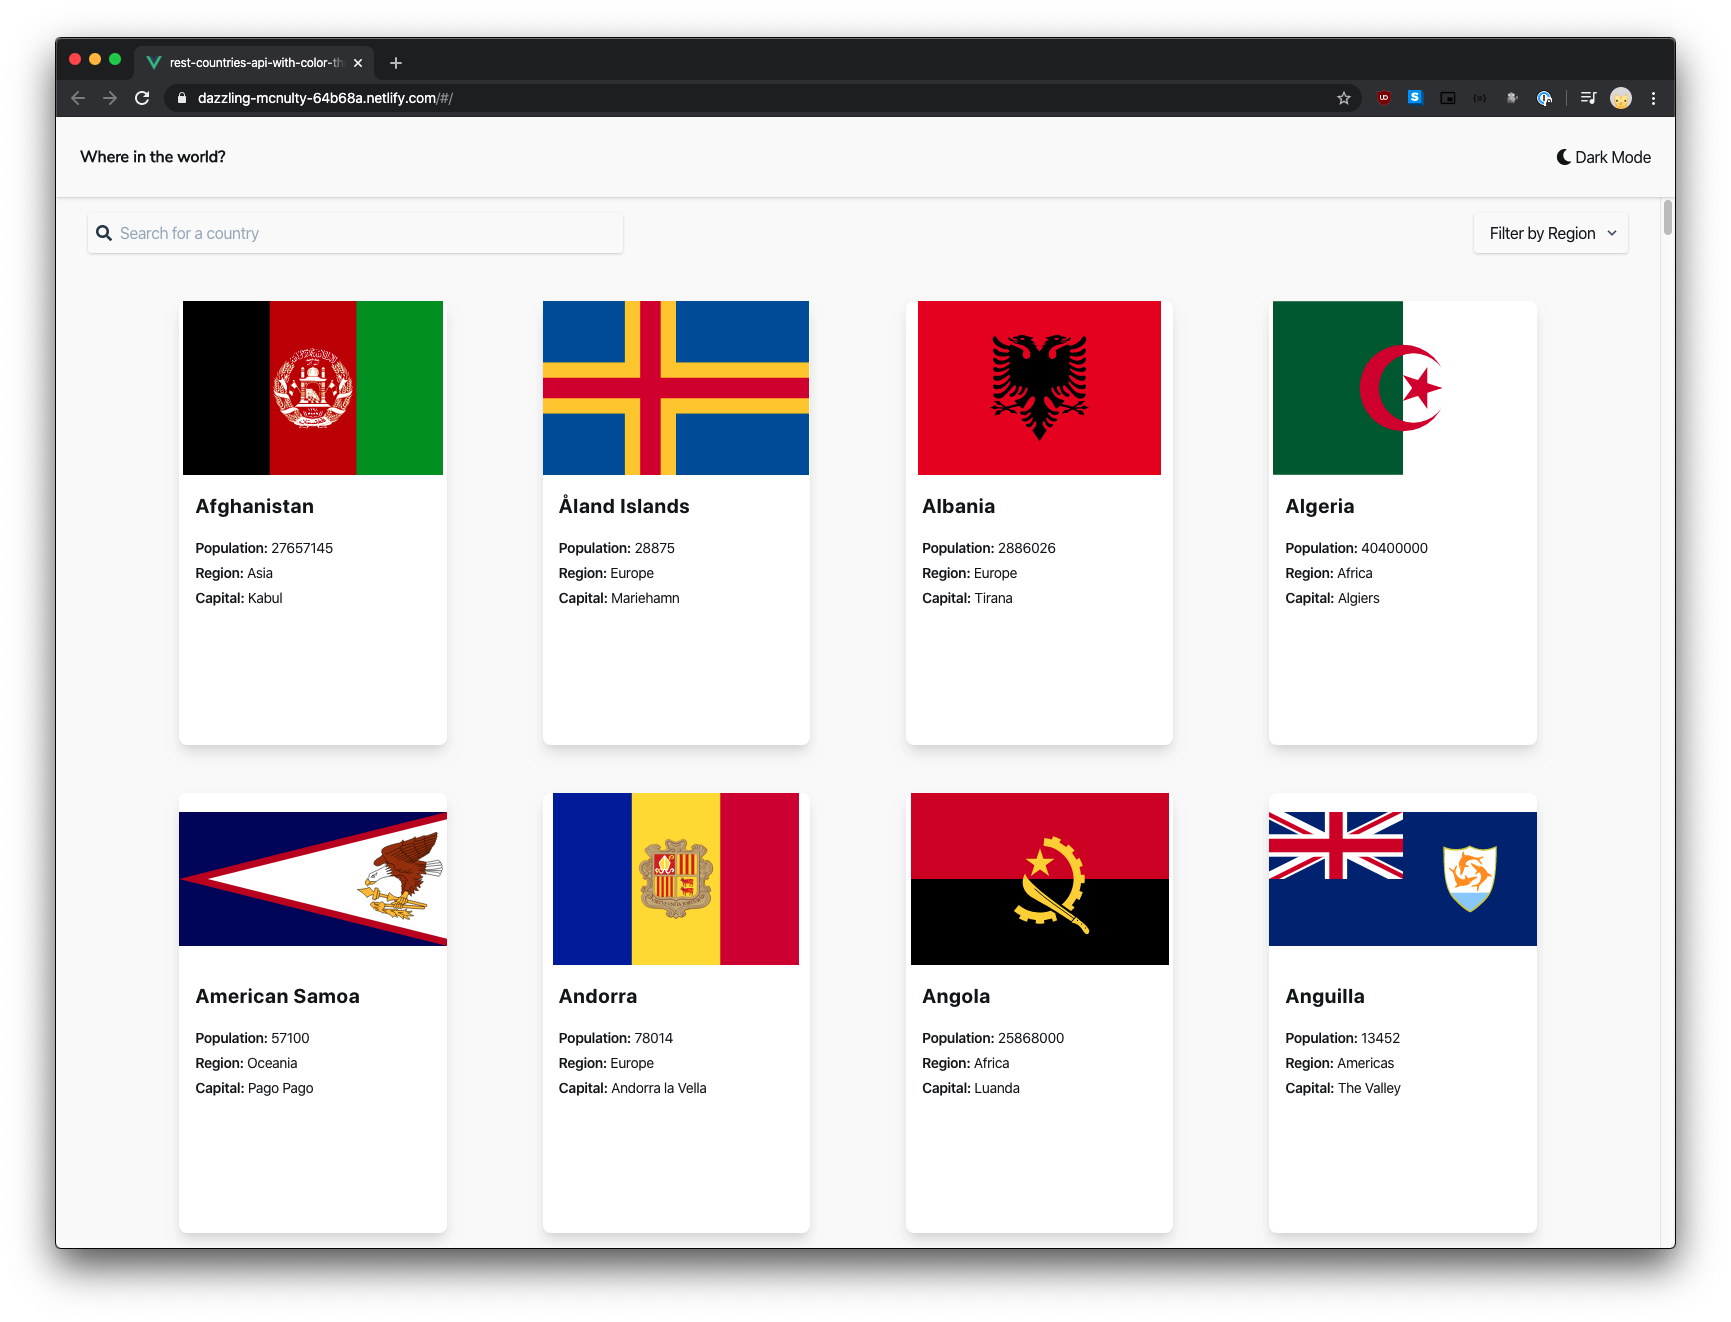 rest-countries-api-with-color-th
dazzling-mcnulty-64b68a.netlify.com/#/
Where in the world?
Dark Mode
Search for a country
Filter by Region
Afghanistan
Population: 27657145
Region: Asia
Capital: Kabul
Åland Islands
Population: 28875
Region: Europe
Capital: Mariehamn
Albania
Population: 2886026
Region: Europe
Capital: Tirana
Algeria
Population: 40400000
Region: Africa
Capital: Algiers
American Samoa
Population: 57100
Region: Oceania
Capital: Pago Pago
Andorra
Population: 78014
Region: Europe
Capital: Andorra la Vella
Angola
Population: 25868000
Region: Africa
Capital: Luanda
Anguilla
Population: 13452
Region: Americas
Capital: The Valley